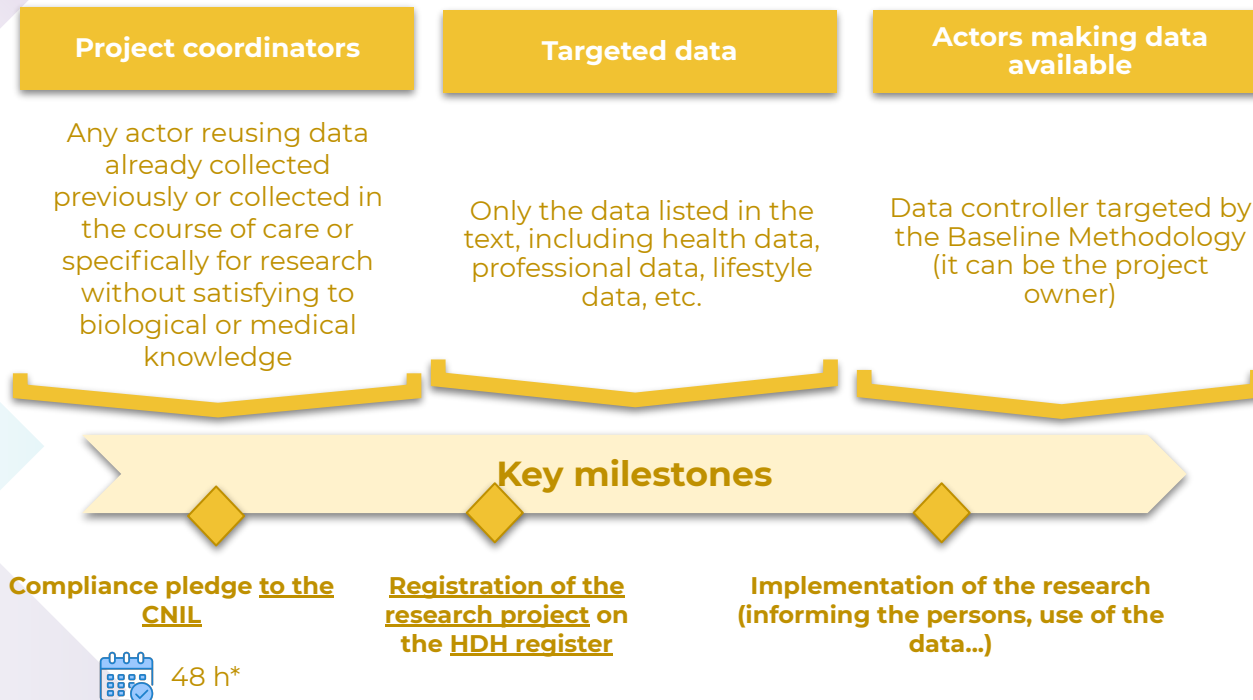 Project coordinators
Any actor reusing data
already collected
previously or collected in
the course of care or
specifically for research
without satisfying to
biological or medical
knowledge
Targeted data
Only the data listed in the
text, including health data,
professional data, lifestyle
data, etc.
Actors making data
available
Data controller targeted by
the Baseline Methodology
(it can be the project
owner)
Key milestones
Compliance pledge to the
CNIL
48 h*
Registration of the
research project on
the HDH register
Implementation of the research
(informing the persons, use of the
data...)